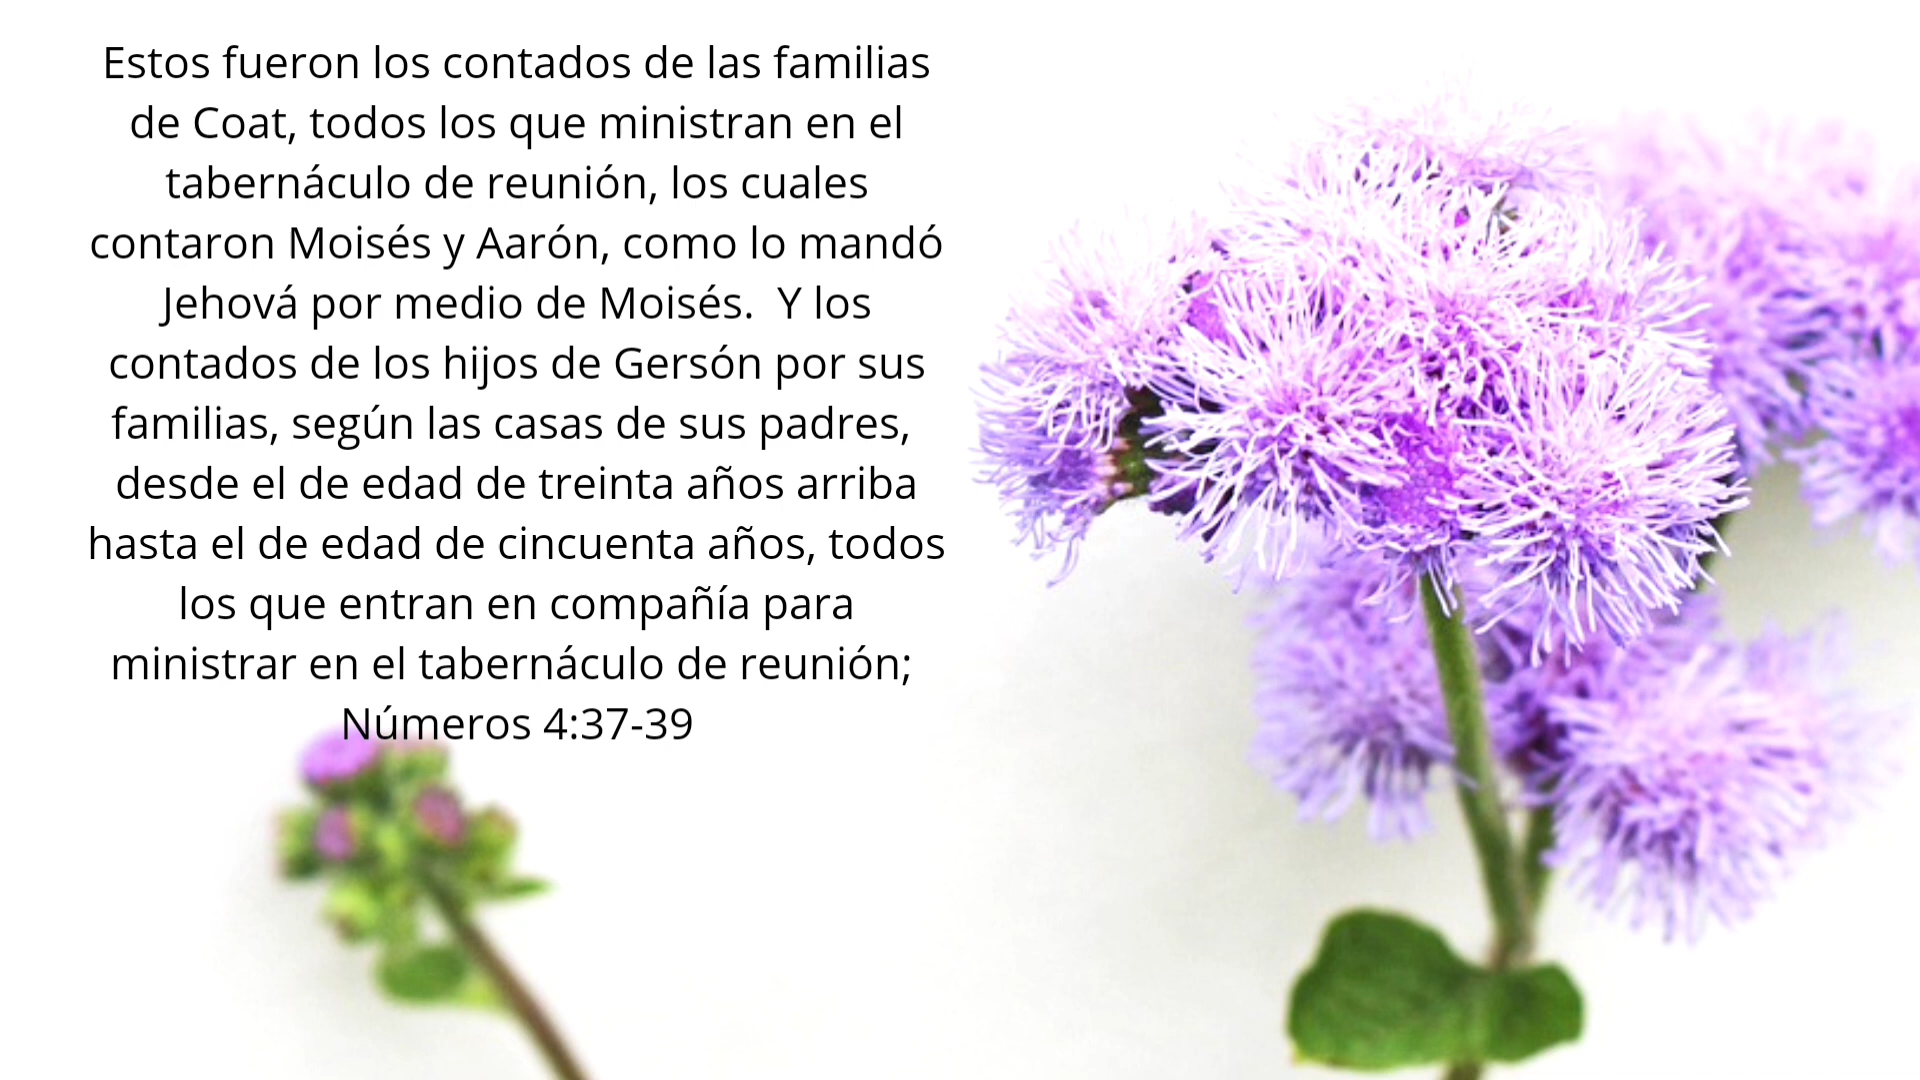 Estos fueron los contados de las familias
de Coat, todos los que ministran en el
tabernáculo de reunión, los cuales
contaron Moisés y Aarón, como lo mandó
Jehová por medio de Moisés.  Y los
contados de los hijos de Gersón por sus
familias, según las casas de sus padres,
desde el de edad de treinta años arriba
hasta el de edad de cincuenta años, todos
los que entran en compañía para
ministrar en el tabernáculo de reunión;
Números 4:37-39